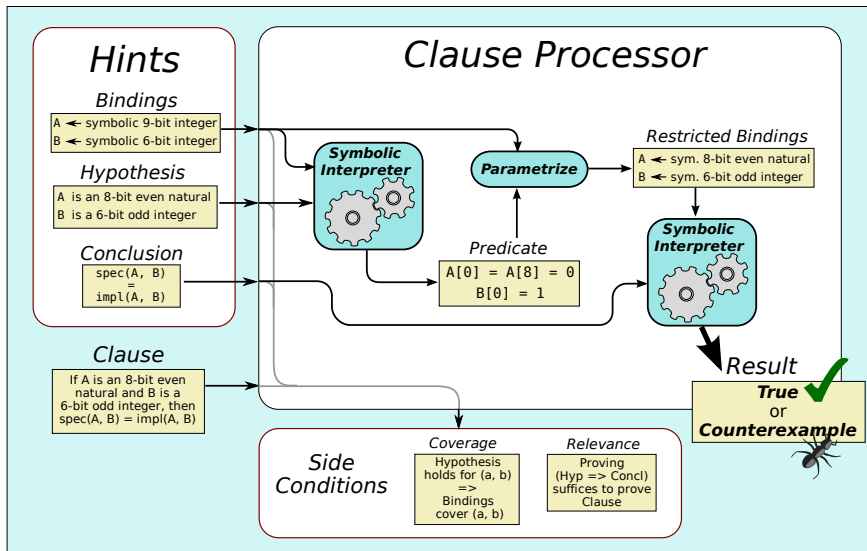 Hints
Bindings
A ← symbolic 9-bit integer
B ← symbolic 6-bit integer
Hypothesis
A is an 8-bit even natural
B is a 6-bit odd integer
Conclusion
spec(A, B)
=
impl(A, B)
Clause
If A is an 8-bit even
natural and B is a
6-bit odd integer, then
spec(A, B) = impl(A, B)
Clause Processor
Symbolic
Interpreter
Parametrize
Predicate
A[0] = A[8] = 0
B[0] = 1
Restricted Bindings
A ← sym. 8-bit even natural
B ← sym. 6-bit odd integer
Symbolic
Interpreter
Result
True
or
Counterexample
Side
Conditions
Coverage
Hypothesis
holds for (a, b)
=>
Bindings
cover (a, b)
Relevance
Proving
(Hyp => Concl)
suffices to prove
Clause